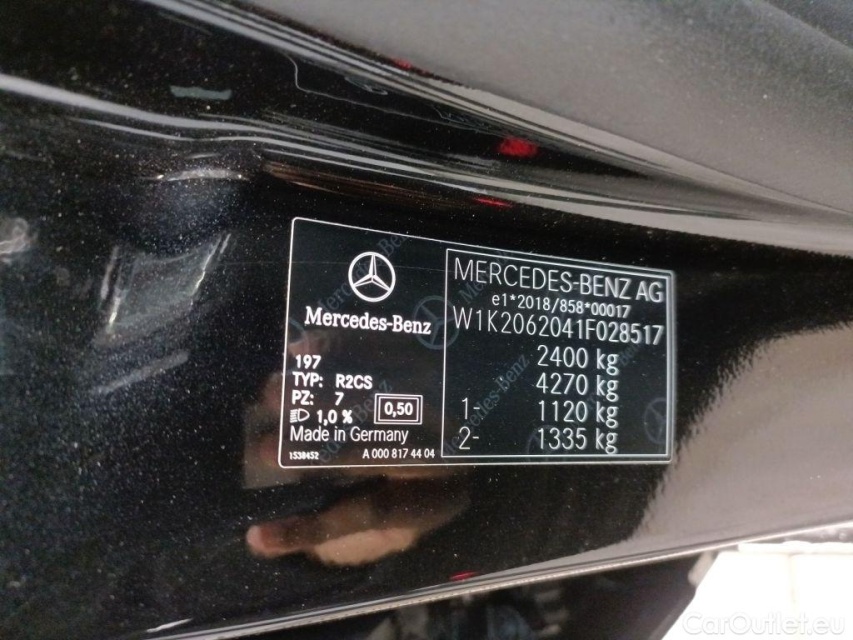 Mercedes-Benz
197
TYP: R2CS
PZ: 7
1,0 %
0,50
Made in Germany
1538452
A 000 817 44 04
MERCEDES-BENZ AG
e1*2018/858*00017
W1K2062041F028517
2400 kg
4270 kg
1- 1120 kg
2- 1335 kg
CarOutlet.eu